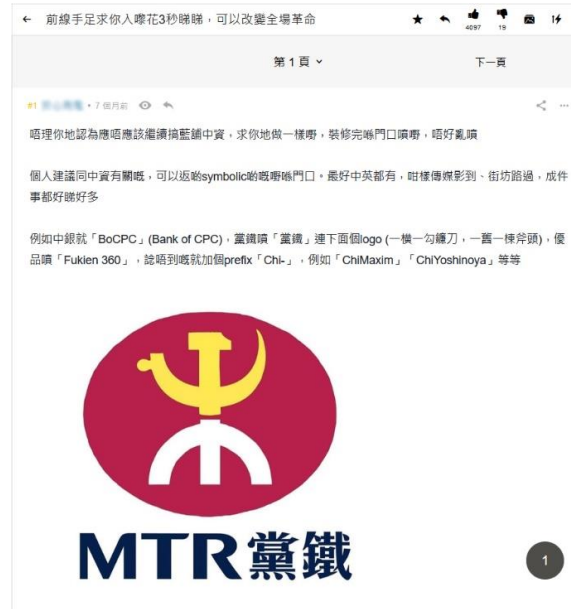 前線手足求你入嚟花3秒睇睇，可以改變全場革命
4097
19
第 1 頁
下一頁
#1
• 7 個月前
唔理你地認為應唔應該繼續搞藍舖中資，求你地做一樣嘢，裝修完喺門口噴嘢，唔好亂噴
個人建議同中資有關嘅，可以返啲symbolic啲嘅嘢喺門口。最好中英都有，咁樣傳媒影到、街坊路過，成件
事都好睇好多
例如中銀就「BoCPC」(Bank of CPC)，黨鐵噴「黨鐵」連下面個logo (一橫一勾鐮刀，一舊一棟斧頭)，優
品噴「Fukien 360」，諗唔到嘅就加個prefix「Chi-」，例如「ChiMaxim」「ChiYoshinoya」等等
MTR黨鐵
1